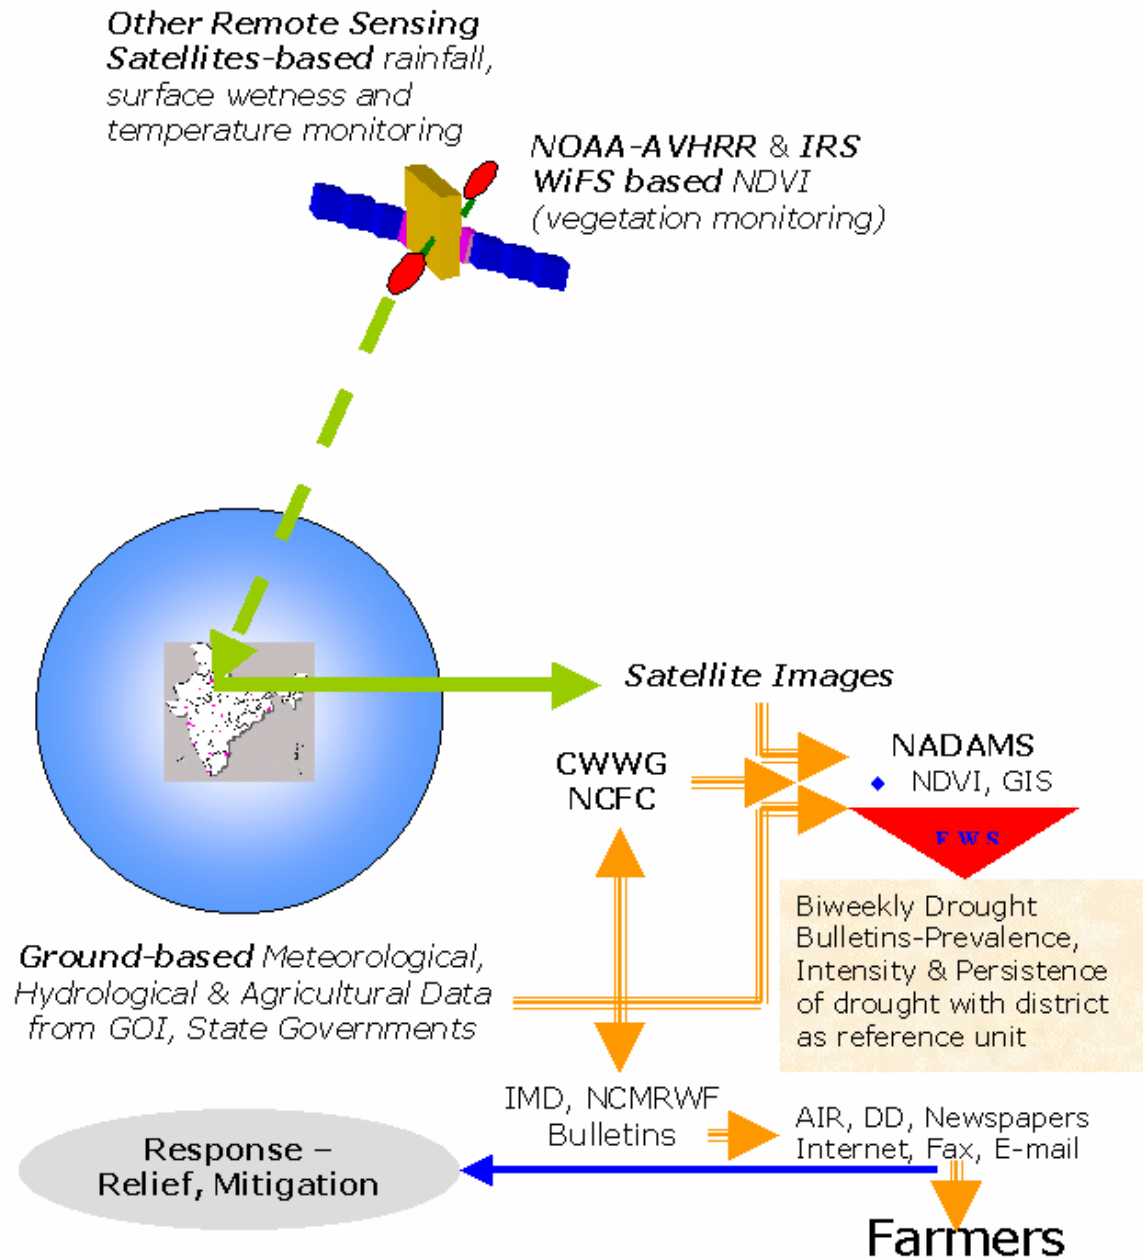 Other Remote Sensing
Satellites-based rainfall,
surface wetness and
temperature monitoring
NOAA-AVHRR & IRS
WiFS based NDVI
(vegetation monitoring)
Satellite Images
CWWG
NCFC
NADAMS
NDVI, GIS
E W S
Biweekly Drought
Bulletins-Prevalence,
Intensity & Persistence
of drought with district
as reference unit
Ground-based Meteorological,
Hydrological & Agricultural Data
from GOI, State Governments
IMD, NCMRWF
Bulletins
AIR, DD, Newspapers
Internet, Fax, E-mail
Response –
Relief, Mitigation
Farmers